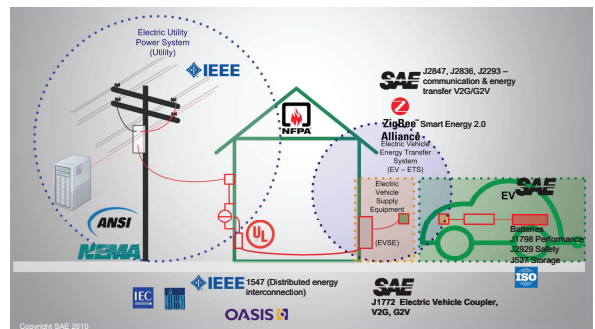 Electric Utility
Power System
(Utility)
IEEE
SAE J2847, J2836, J2293 –
communication & energy
transfer V2G/G2V
NFPA
ZigBee™ Smart Energy 2.0
Alliance
Electric Vehicle
Energy Transfer
System
(EV – ETS)
Electric
Vehicle
Supply
Equipment
(EVSE)
EV
SAE
ANSI
NEMA
UL
Batteries
J1798 Performance
J2929 Safety
J537 Storage
ISO
IEEE 1547 (Distributed energy
interconnection)
IEC
OASIS
SAE
J1772 Electric Vehicle Coupler,
V2G, G2V
Copyright SAE 2010